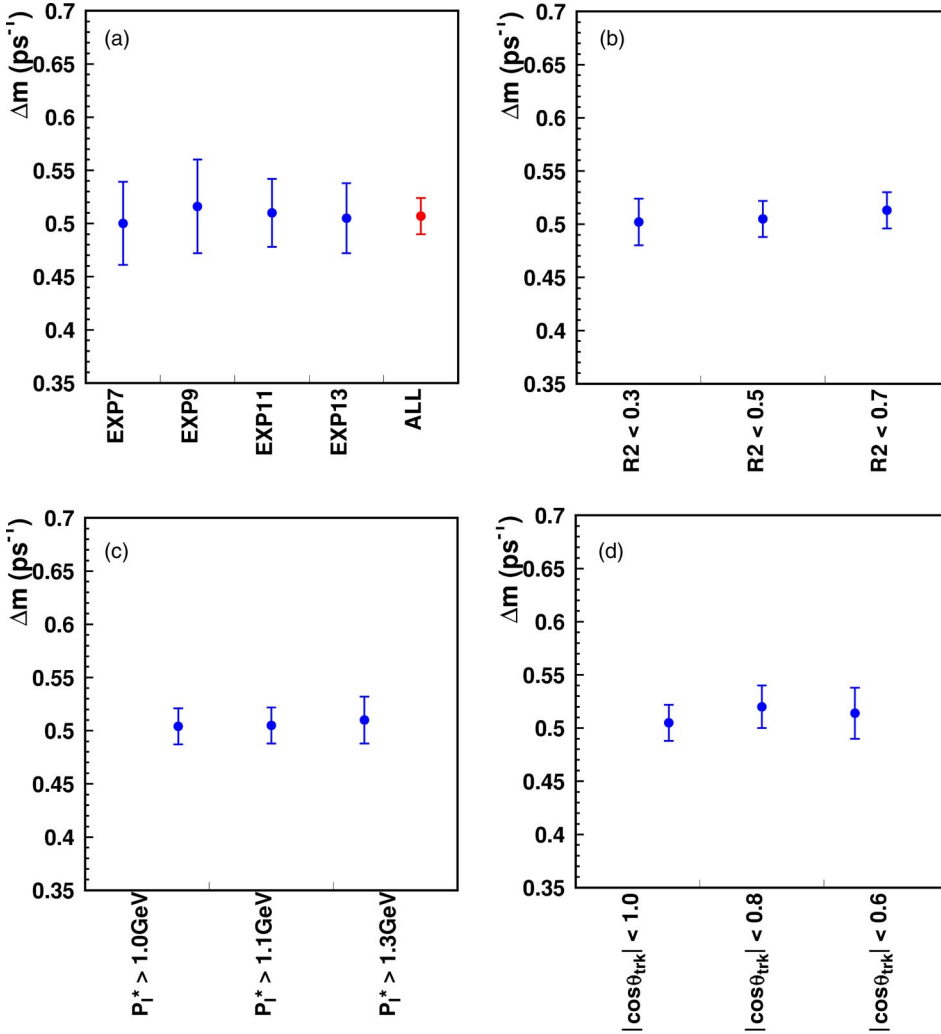 (a)
Δm (ps⁻¹)
0.7
0.65
0.6
0.55
0.5
0.45
0.4
0.35
EXP7
EXP9
EXP11
EXP13
ALL
(b)
Δm (ps⁻¹)
0.7
0.65
0.6
0.55
0.5
0.45
0.4
0.35
R2 < 0.3
R2 < 0.5
R2 < 0.7
(c)
Δm (ps⁻¹)
0.7
0.65
0.6
0.55
0.5
0.45
0.4
0.35
Pₗ* > 1.0GeV
Pₗ* > 1.1GeV
Pₗ* > 1.3GeV
(d)
Δm (ps⁻¹)
0.7
0.65
0.6
0.55
0.5
0.45
0.4
0.35
|cosθtrk| < 1.0
|cosθtrk| < 0.8
|cosθtrk| < 0.6